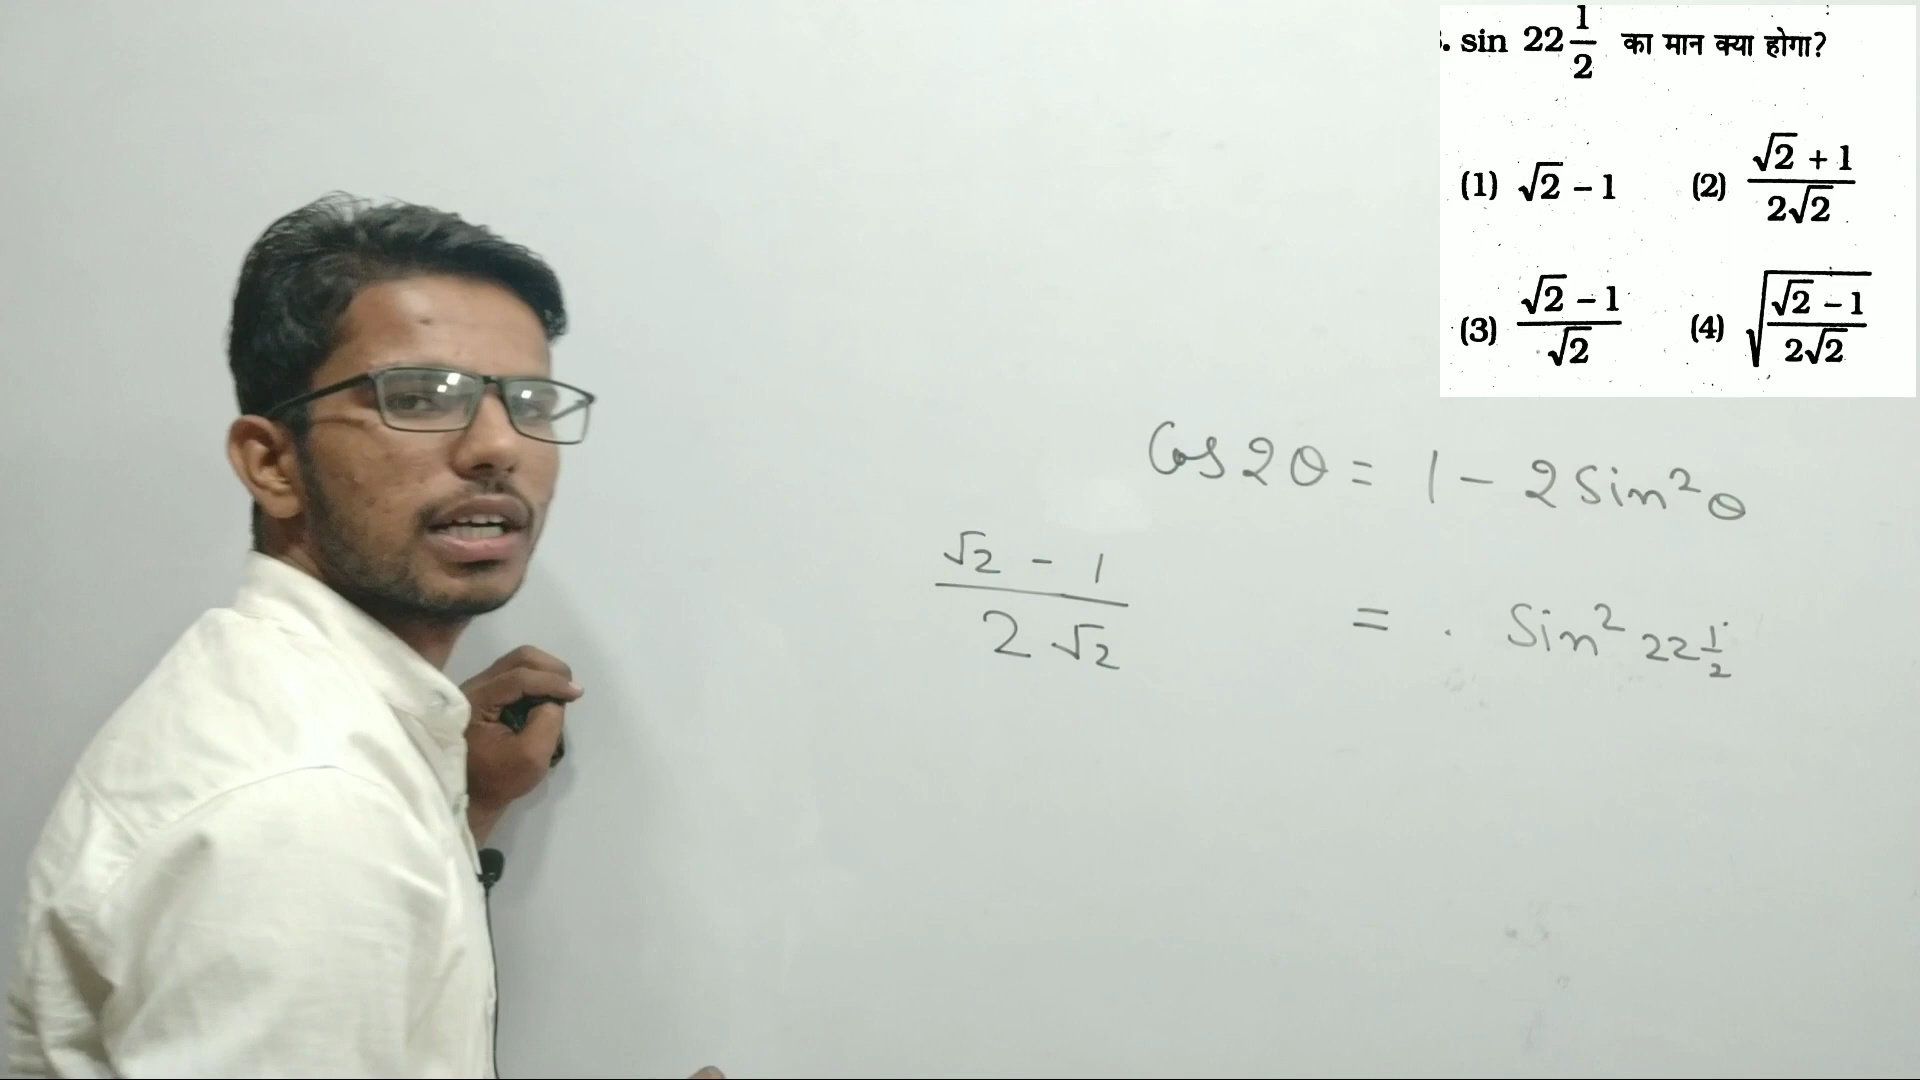 . sin 22 1/2 का मान क्या होगा?
(1) √2 − 1 (2) (√2 + 1)/(2√2)
(3) (√2 − 1)/√2 (4) √((√2 − 1)/(2√2))
Cos 2θ = 1 − 2 Sin² θ
(√2 − 1)/(2√2) = . Sin² 22 1/2